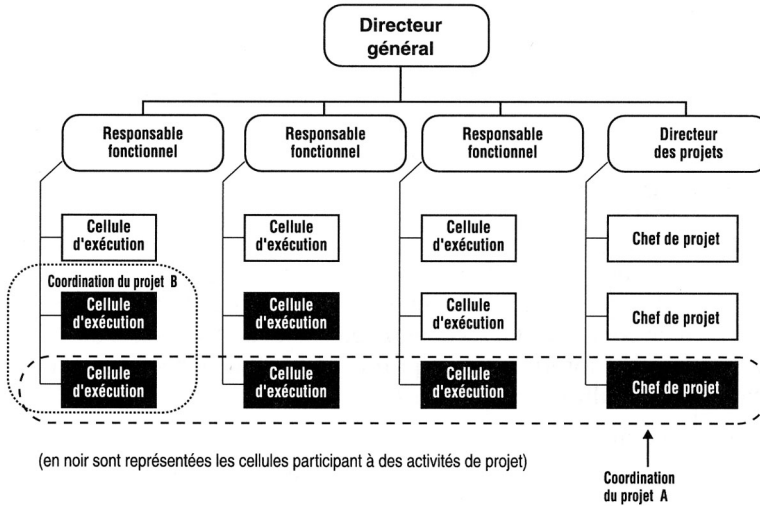 Directeur
général
Responsable
fonctionnel
Responsable
fonctionnel
Responsable
fonctionnel
Directeur
des projets
Cellule
d'exécution
Cellule
d'exécution
Cellule
d'exécution
Chef de projet
Coordination du projet B
Cellule
d'exécution
Cellule
d'exécution
Cellule
d'exécution
Chef de projet
Cellule
d'exécution
Cellule
d'exécution
Cellule
d'exécution
Chef de projet
(en noir sont représentées les cellules participant à des activités de projet)
Coordination
du projet A